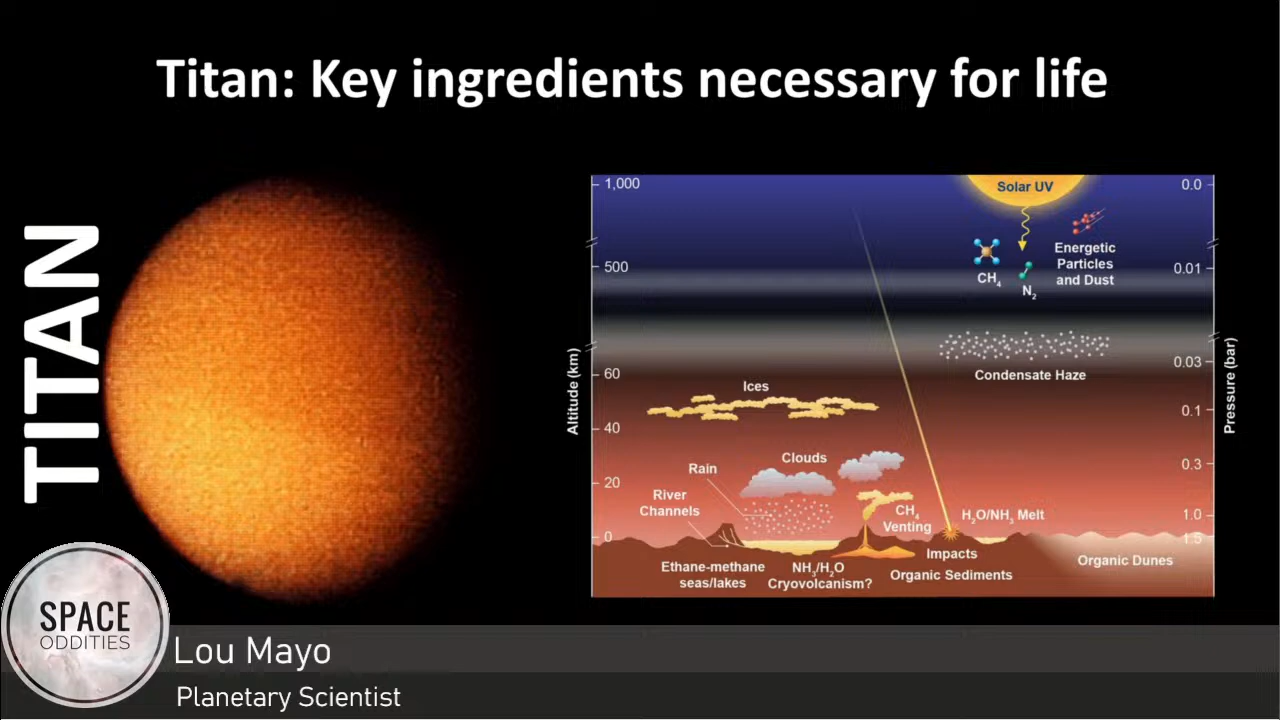 Titan: Key ingredients necessary for life
TITAN
Altitude (km)
1,000
500
60
40
20
0
Solar UV
CH4
N2
Energetic
Particles
and Dust
Condensate Haze
Ices
Clouds
Rain
River
Channels
CH4
Venting
H2O/NH3 Melt
Impacts
Ethane-methane
seas/lakes
NH3/H2O
Cryovolcanism?
Organic Sediments
Organic Dunes
0.0
0.01
0.03
0.1
0.3
1.0
1.5
Pressure (bar)
SPACE
ODDITIES
Lou Mayo
Planetary Scientist